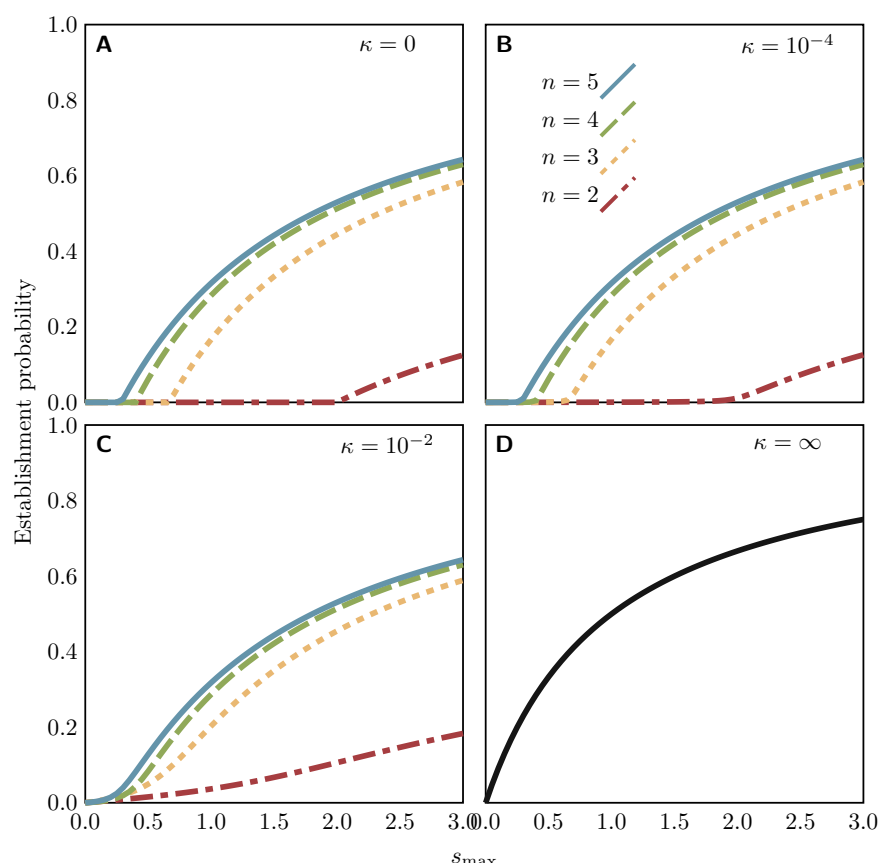 A
κ = 0
B
κ = 10⁻⁴
n = 5
n = 4
n = 3
n = 2
1.0
0.8
0.6
0.4
0.2
0.0
C
κ = 10⁻²
D
κ = ∞
1.0
0.8
0.6
0.4
0.2
0.0
Establishment probability
0.0 0.5 1.0 1.5 2.0 2.5 3.0
0.0 0.5 1.0 1.5 2.0 2.5 3.0
s_max